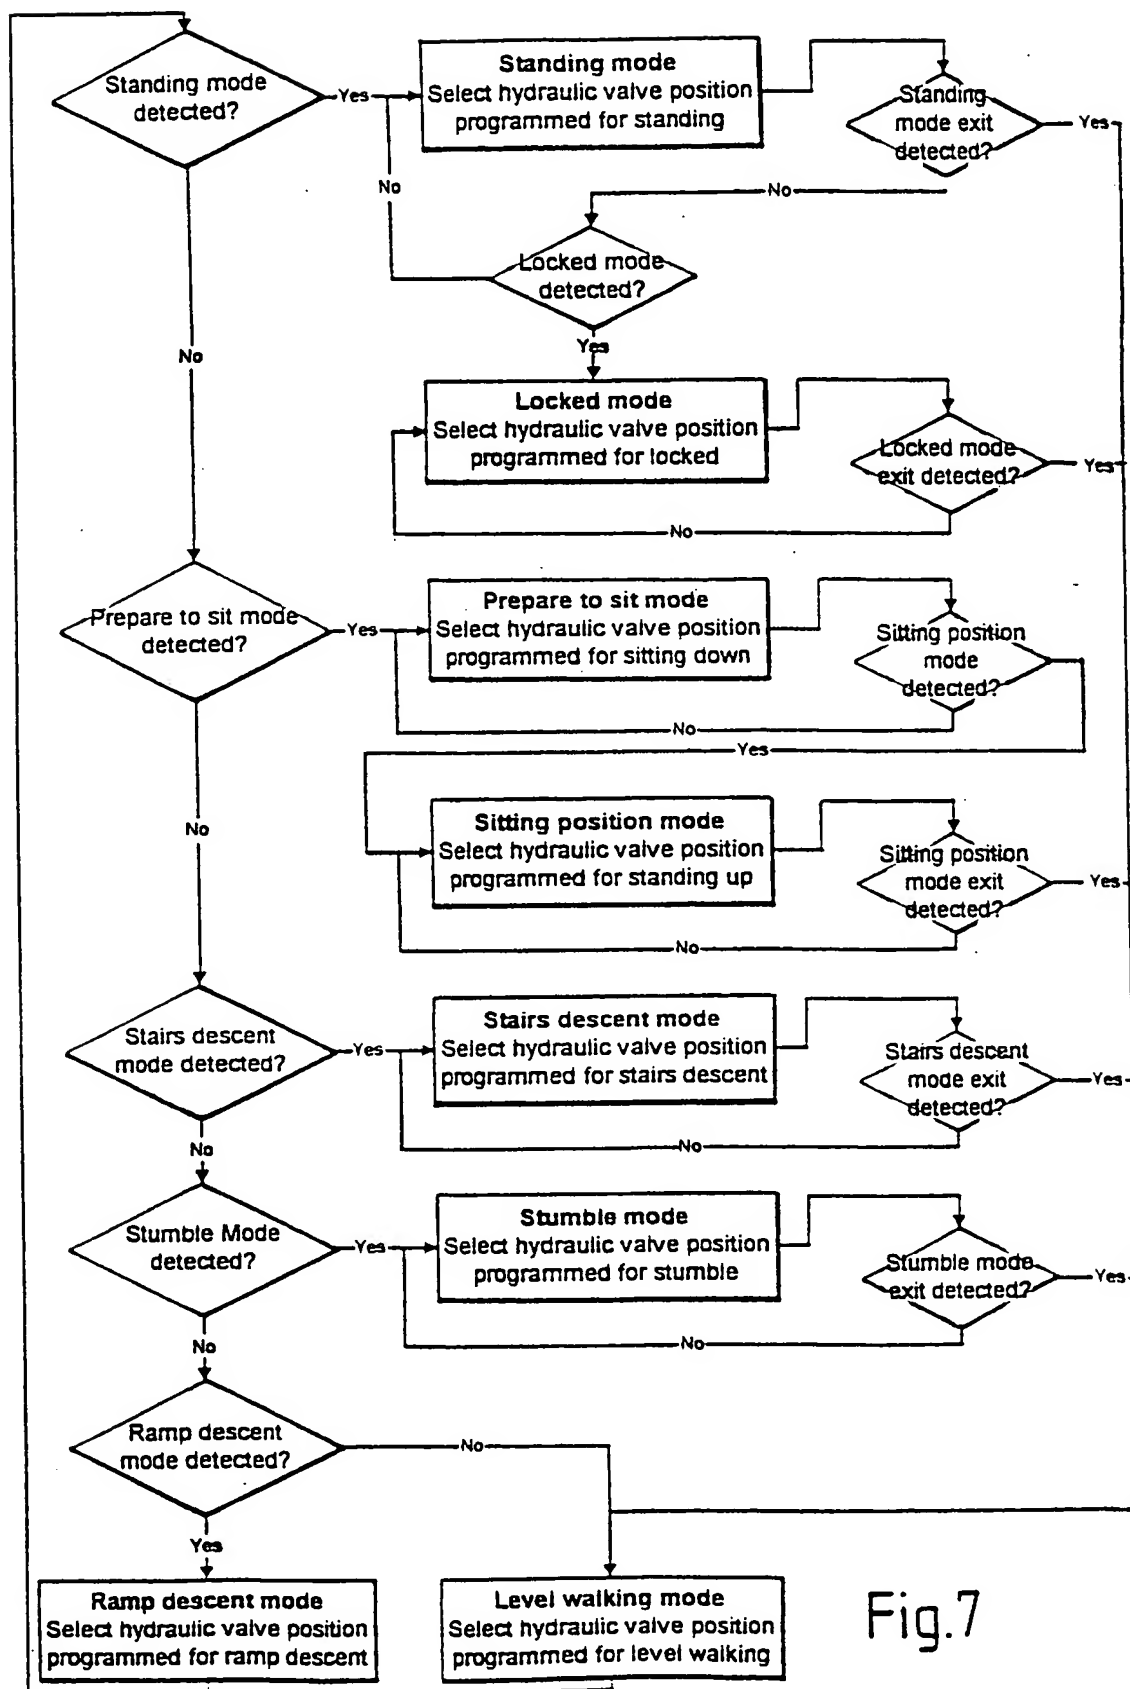 Standing mode
detected?
Yes
Standing mode
Select hydraulic valve position
programmed for standing
Standing
mode exit
detected?
Yes
No
No
Locked mode
detected?
Yes
No
Locked mode
Select hydraulic valve position
programmed for locked
Locked mode
exit detected?
Yes
No
Prepare to sit mode
detected?
Yes
Prepare to sit mode
Select hydraulic valve position
programmed for sitting down
Sitting position
mode
detected?
No
Yes
No
Sitting position mode
Select hydraulic valve position
programmed for standing up
Sitting position
mode exit
detected?
Yes
No
Stairs descent
mode detected?
Yes
Stairs descent mode
Select hydraulic valve position
programmed for stairs descent
Stairs descent
mode exit
detected?
Yes
No
No
Stumble Mode
detected?
Yes
Stumble mode
Select hydraulic valve position
programmed for stumble
Stumble mode
exit detected?
Yes
No
No
Ramp descent
mode detected?
No
Yes
Ramp descent mode
Select hydraulic valve position
programmed for ramp descent
Level walking mode
Select hydraulic valve position
programmed for level walking
Fig.7